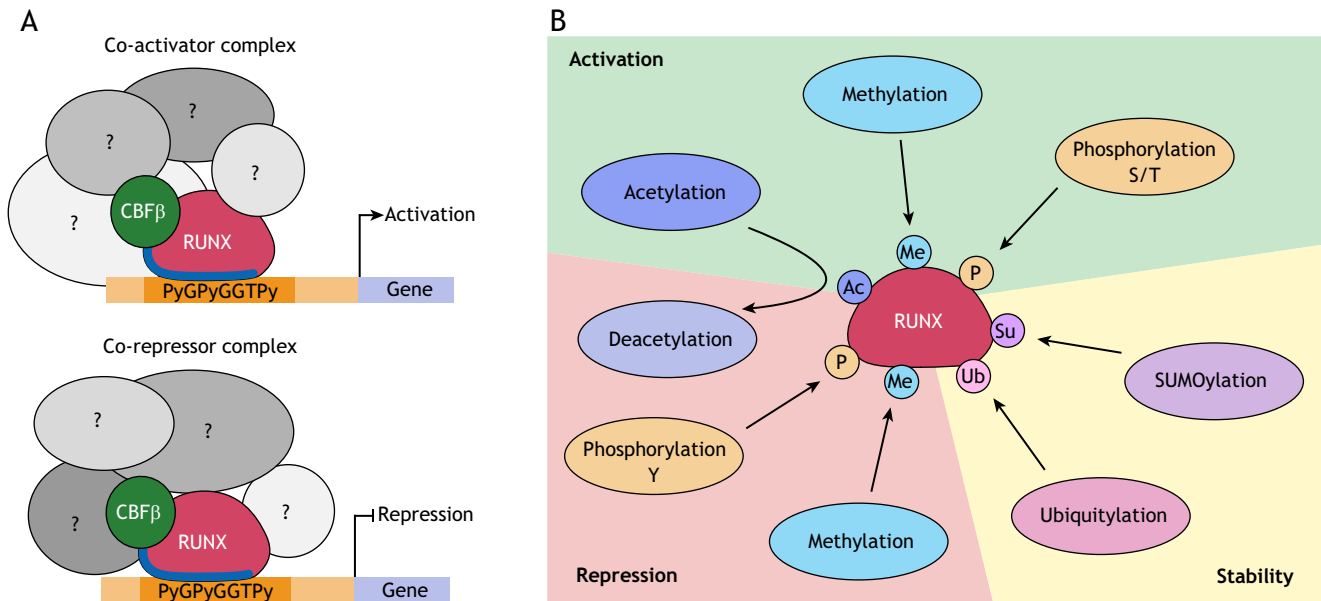 A
Co-activator complex
?
?
?
?
CBFβ
RUNX
Activation
PyGPyGGTPy
Gene
Co-repressor complex
?
?
?
?
CBFβ
RUNX
Repression
PyGPyGGTPy
Gene
B
Activation
Methylation
Phosphorylation
S/T
Acetylation
Me
P
Ac
RUNX
Su
Deacetylation
P
Me
Ub
SUMOylation
Phosphorylation
Y
Ubiquitylation
Methylation
Repression
Stability